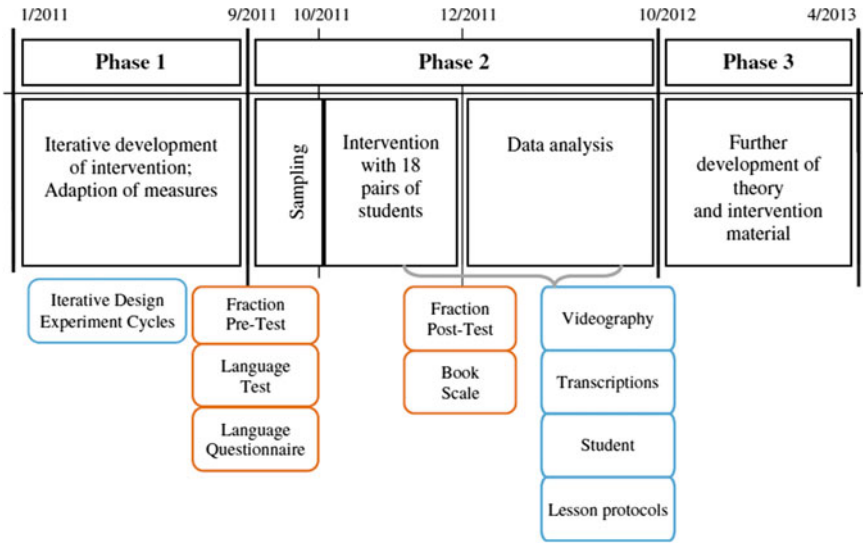 1/2011
9/2011
10/2011
12/2011
10/2012
4/2013
Phase 1
Phase 2
Phase 3
Iterative development
of intervention;
Adaption of measures
Sampling
Intervention
with 18
pairs of
students
Data analysis
Further
development of
theory
and intervention
material
Iterative Design
Experiment Cycles
Fraction
Pre-Test
Language
Test
Language
Questionnaire
Fraction
Post-Test
Book
Scale
Videography
Transcriptions
Student
Lesson protocols